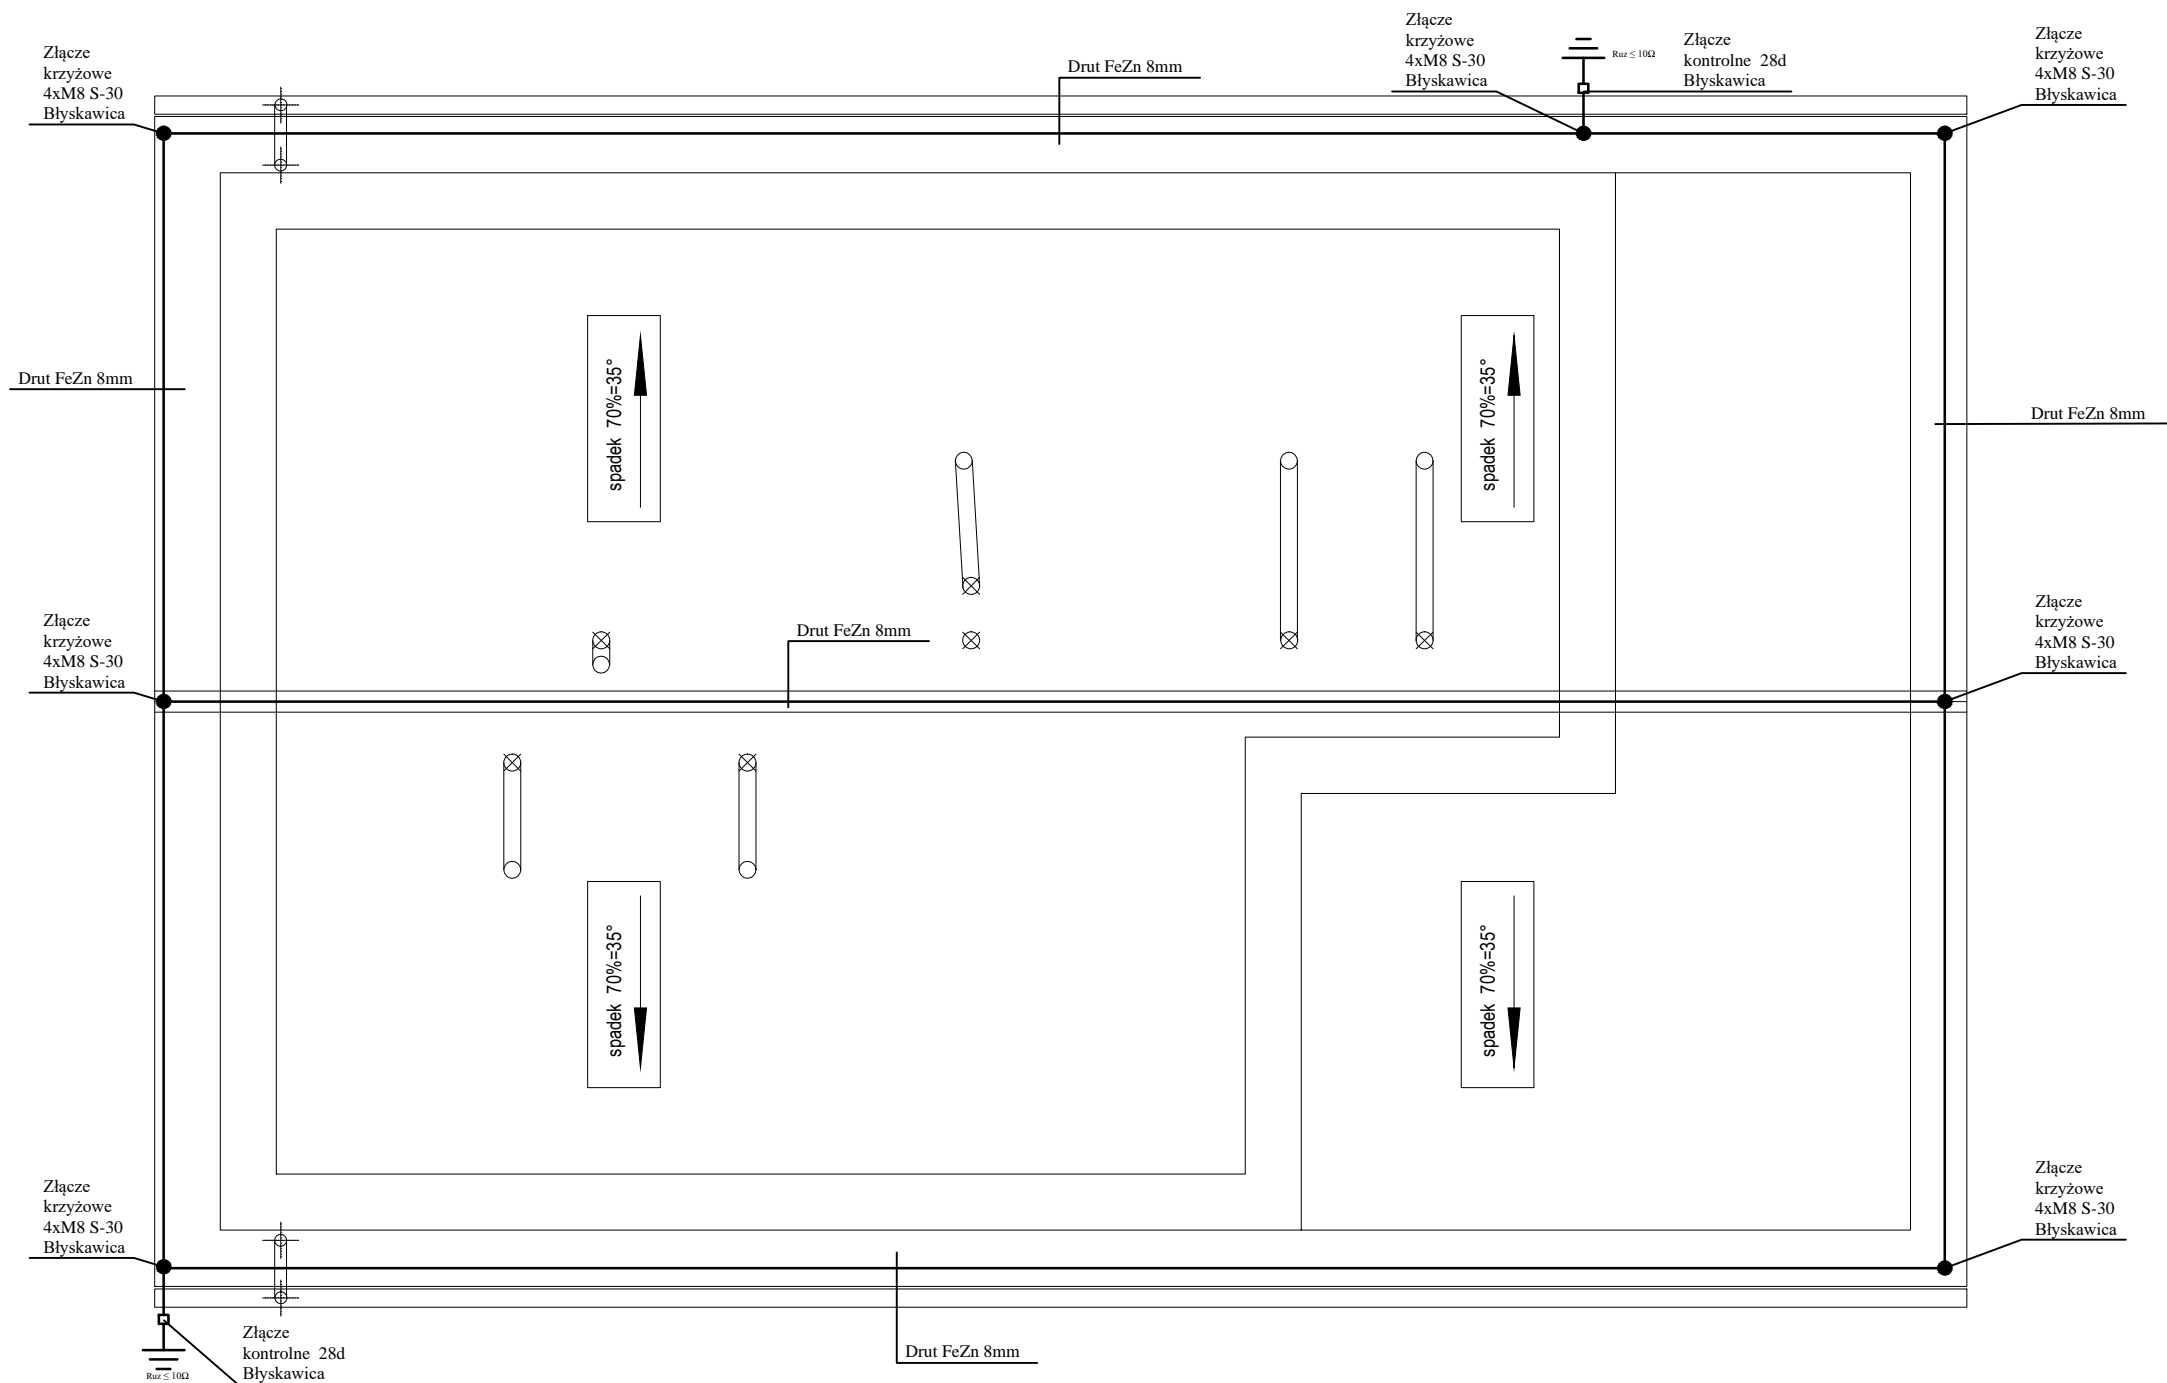 Złącze
krzyżowe
4xM8 S-30
Błyskawica
Drut FeZn 8mm
Złącze
krzyżowe
4xM8 S-30
Błyskawica
Ruz ≤ 10Ω
Złącze
kontrolne 28d
Błyskawica
Złącze
krzyżowe
4xM8 S-30
Błyskawica
Drut FeZn 8mm
spadek 70%=35°
spadek 70%=35°
Drut FeZn 8mm
Złącze
krzyżowe
4xM8 S-30
Błyskawica
Drut FeZn 8mm
Złącze
krzyżowe
4xM8 S-30
Błyskawica
spadek 70%=35°
spadek 70%=35°
Złącze
krzyżowe
4xM8 S-30
Błyskawica
Złącze
krzyżowe
4xM8 S-30
Błyskawica
Ruz ≤ 10Ω
Złącze
kontrolne 28d
Błyskawica
Drut FeZn 8mm